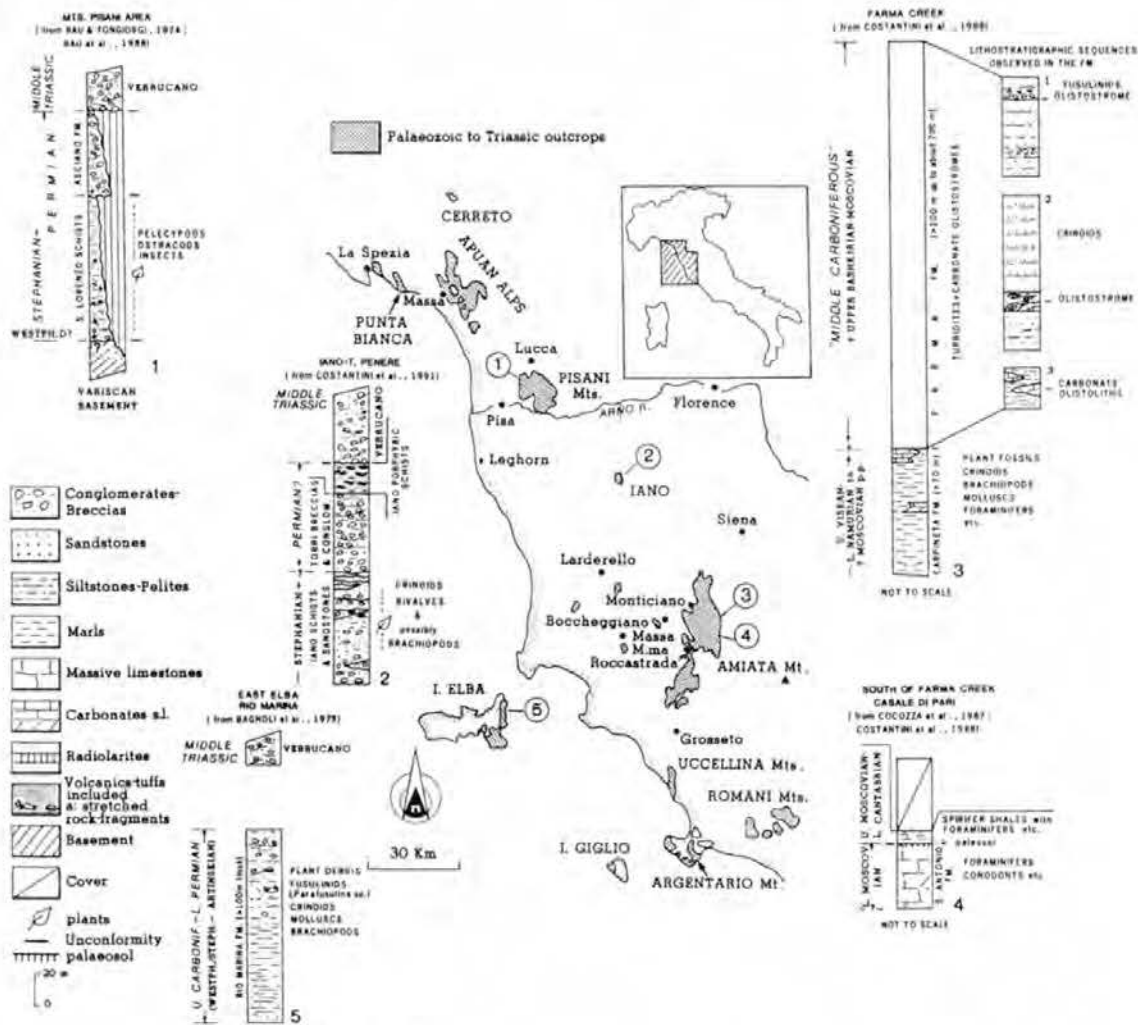 MTS. PISANI AREA
(from RAU & TONGIORGI, 1974;
RAU et al., 1988)
MIDDLE TRIASSIC
VERRUCANO
STEPHANIAN-PERMIAN
ASCIANO FM.
S. LORENZO SCHISTS
PELECYPODS
OSTRACODS
INSECTS
WESTPH. D?
1
VARISCAN
BASEMENT
Palaeozoic to Triassic outcrops
CERRETO
APUAN ALPS
La Spezia
Massa
PUNTA
BIANCA
Lucca
1
PISANI
Mts.
Pisa
ARNO R.
Florence
Leghorn
2
IANO
Siena
Larderello
Monticiano
3
Boccheggiano
4
Massa
M.ma
Roccastrada
AMIATA Mt.
I. ELBA
5
Grosseto
UCCELLINA Mts.
ROMANI Mts.
I. GIGLIO
ARGENTARIO Mt.
n
30 Km
IANO-T. PENERE
(from COSTANTINI et al., 1991)
MIDDLE
TRIASSIC
VERRUCANO
IANO PORPHYRIC
SCHISTS
PERMIAN?
TORRI BRECCIAS
& CONGLOM.
STEPHANIAN
IANO SCHISTS
& SANDSTONES
CRINOIDS
BIVALVES
&
possibly
BRACHIOPODS
2
EAST ELBA
RIO MARINA
(from BAGNOLI et al., 1979)
MIDDLE
TRIASSIC
VERRUCANO
U. CARBONIF.-L. PERMIAN
(WESTPH/STEPH - ARTINSKIAN)
RIO MARINA FM.
PLANT DEBRIS
FUSULINIDS
(Parafusulina sp.)
CRINOIDS
MOLLUSCS
BRACHIOPODS
5
Conglomerates-
Breccias
Sandstones
Siltstones-Pelites
Marls
Massive limestones
Carbonates s.l.
Radiolarites
Volcanics-tuffs
included
a: stretched
rock-fragments
Basement
Cover
plants
Unconformity
palaeosol
20 m
0
FARMA CREEK
(from COSTANTINI et al., 1988)
LITHOSTRATIGRAPHIC SEQUENCES
OBSERVED IN THE FM.
1
FUSULINIDS
OLISTOSTROME
2
CRINOIDS
OLISTOSTROME
3
CARBONATE
OLISTOLITHS
"MIDDLE CARBONIFEROUS"
UPPER BASHKIRIAN-MOSCOVIAN
FARMA FM.
TURBIDITES + CARBONATE OLISTOSTROMES
U. VISEAN-
L. NAMURIAN
MOSCOVIAN p.p.
CARPINETA FM. (>70 m)
PLANT FOSSILS
CRINOIDS
BRACHIOPODS
MOLLUSCS
FORAMINIFERS
etc.
3
NOT TO SCALE
SOUTH OF FARMA CREEK
CASALE DI PARI
(from COCOZZA et al., 1987;
COSTANTINI et al., 1988)
U. MOSCOVIAN-
L. CANTABRIAN
SPIRIFER SHALES with
FORAMINIFERS etc.
paleosol
L. MOSCOVIAN
S. ANTONIO
FM.
FORAMINIFERS
CONODONTS etc.
4
NOT TO SCALE